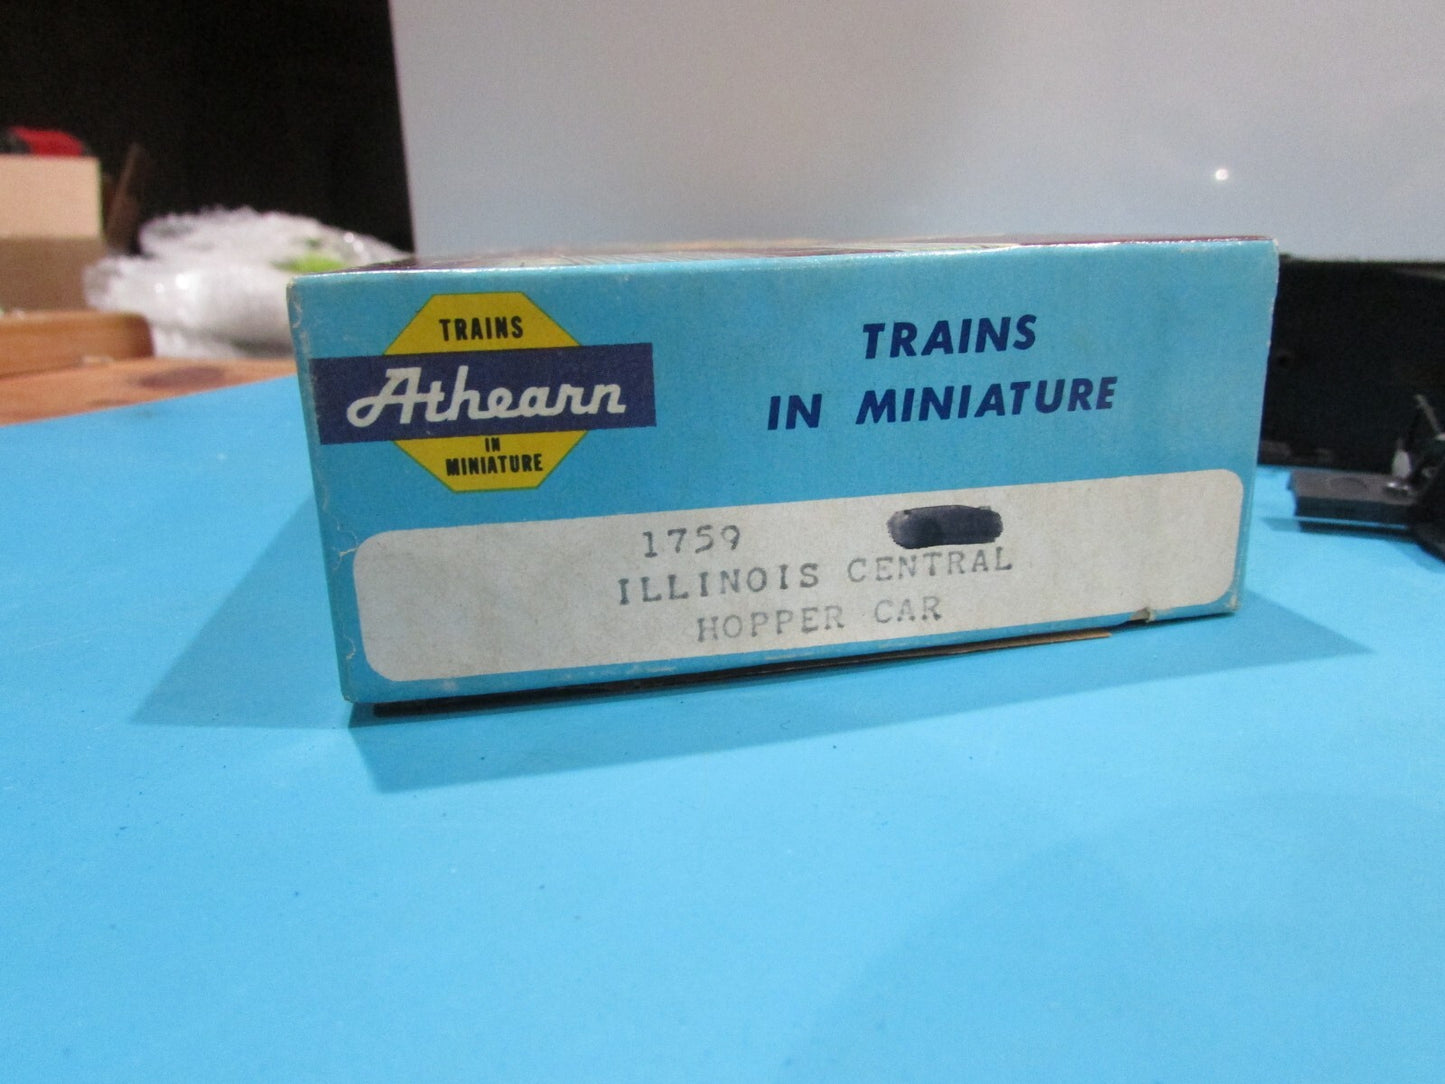 TRAINS
Athearn
IN
MINIATURE
TRAINS
IN MINIATURE
1759
ILLINOIS CENTRAL
HOPPER CAR